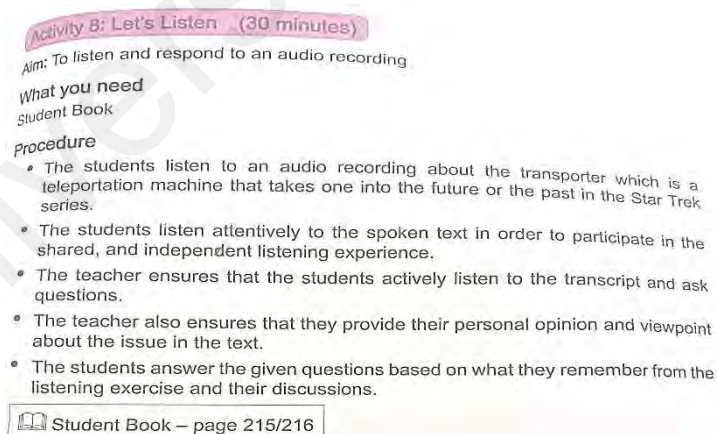 Activity 8: Let's Listen (30 minutes)
Aim: To listen and respond to an audio recording
What you need
Student Book
Procedure
• The students listen to an audio recording about the transporter which is a
teleportation machine that takes one into the future or the past in the Star Trek
series.
• The students listen attentively to the spoken text in order to participate in the
shared, and independent listening experience.
• The teacher ensures that the students actively listen to the transcript and ask
questions.
• The teacher also ensures that they provide their personal opinion and viewpoint
about the issue in the text.
• The students answer the given questions based on what they remember from the
listening exercise and their discussions.
Student Book – page 215/216